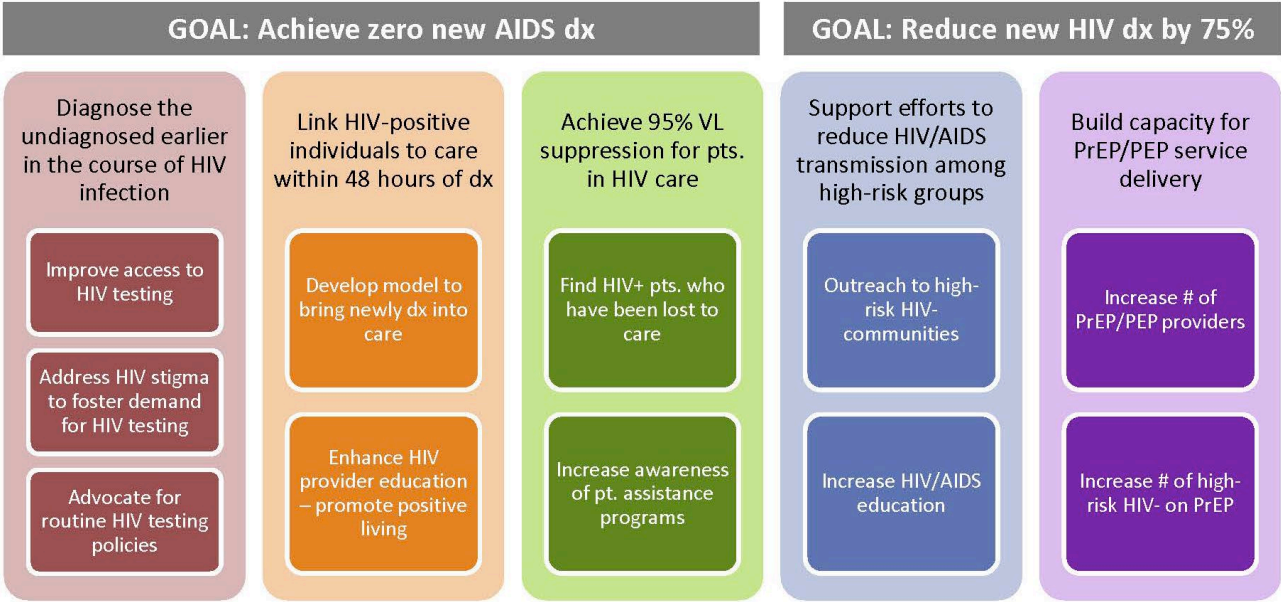 GOAL: Achieve zero new AIDS dx
GOAL: Reduce new HIV dx by 75%
Diagnose the
undiagnosed earlier
in the course of HIV
infection
Improve access to
HIV testing
Address HIV stigma
to foster demand
for HIV testing
Advocate for
routine HIV testing
policies
Link HIV-positive
individuals to care
within 48 hours of dx
Develop model to
bring newly dx into
care
Enhance HIV
provider education
– promote positive
living
Achieve 95% VL
suppression for pts.
in HIV care
Find HIV+ pts. who
have been lost to
care
Increase awareness
of pt. assistance
programs
Support efforts to
reduce HIV/AIDS
transmission among
high-risk groups
Outreach to high-
risk HIV-
communities
Increase HIV/AIDS
education
Build capacity for
PrEP/PEP service
delivery
Increase # of
PrEP/PEP providers
Increase # of high-
risk HIV- on PrEP